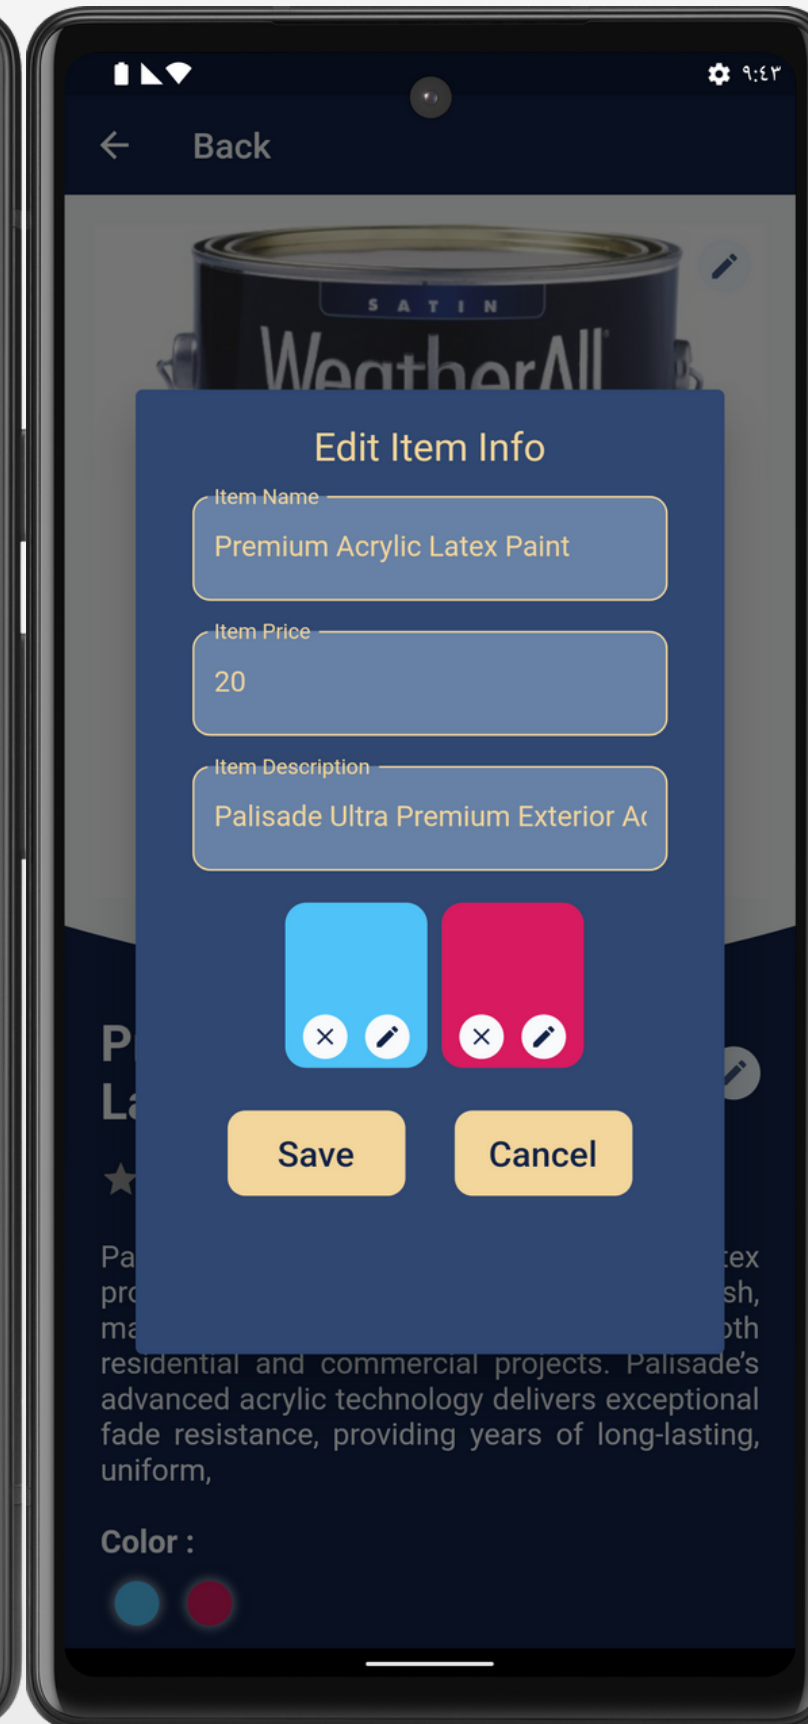 ٩:٤٣
Back
SATIN
WeatherAll
Edit Item Info
Item Name
Premium Acrylic Latex Paint
Item Price
20
Item Description
Palisade Ultra Premium Exterior
Save
Cancel
residential and commercial projects. Palisade’s
advanced acrylic technology delivers exceptional
fade resistance, providing years of long-lasting,
uniform,
Color :